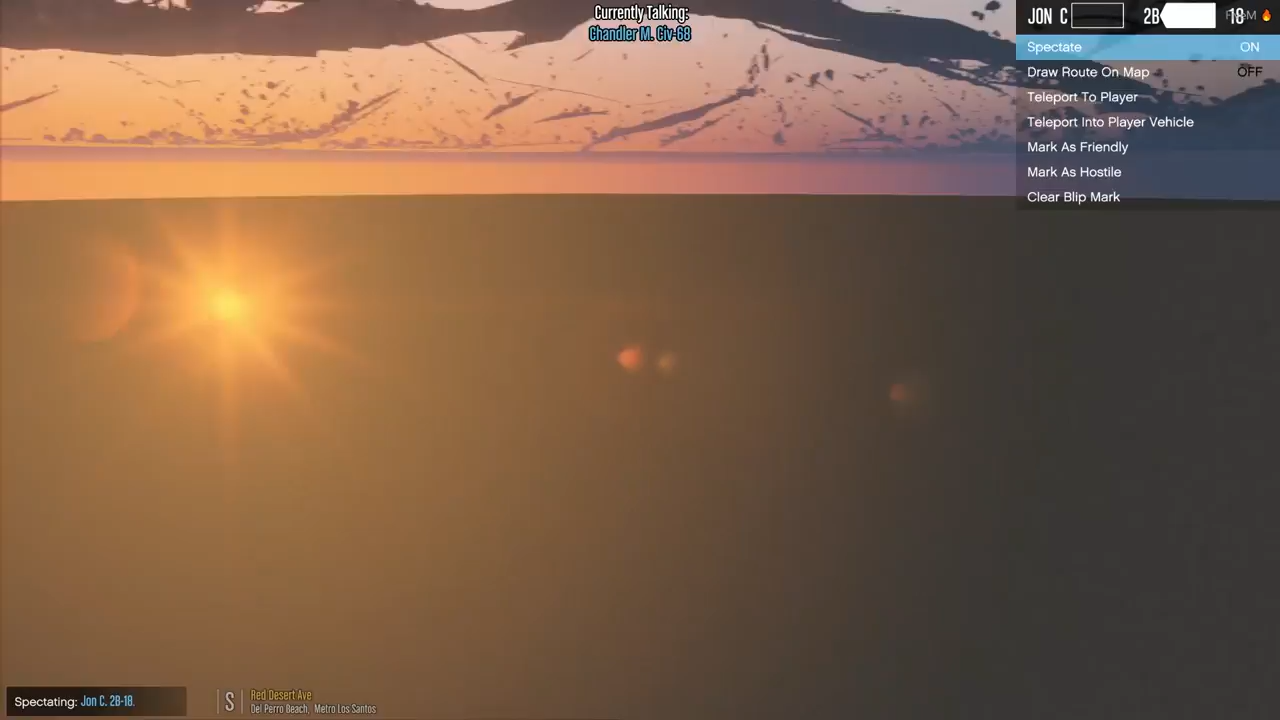 Currently Talking:
Chandler M. Civ-68
JON C 2B 18
FiveM
Spectate ON
Draw Route On Map OFF
Teleport To Player
Teleport Into Player Vehicle
Mark As Friendly
Mark As Hostile
Clear Blip Mark
Spectating: Jon C. 2B-18.
S
Red Desert Ave
Del Perro Beach, Metro Los Santos